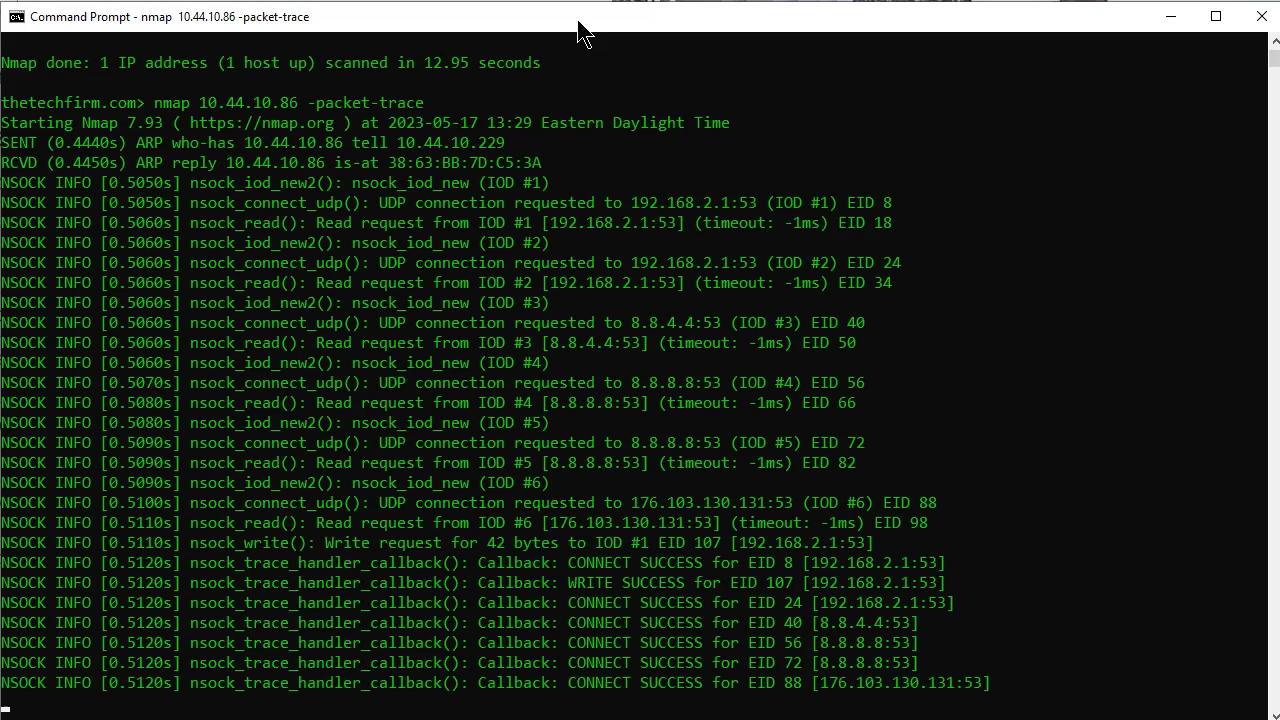 Command Prompt - nmap  10.44.10.86 -packet-trace
Nmap done: 1 IP address (1 host up) scanned in 12.95 seconds
thetechfirm.com> nmap 10.44.10.86 -packet-trace
Starting Nmap 7.93 ( https://nmap.org ) at 2023-05-17 13:29 Eastern Daylight Time
SENT (0.4440s) ARP who-has 10.44.10.86 tell 10.44.10.229
RCVD (0.4450s) ARP reply 10.44.10.86 is-at 38:63:BB:7D:C5:3A
NSOCK INFO [0.5050s] nsock_iod_new2(): nsock_iod_new (IOD #1)
NSOCK INFO [0.5050s] nsock_connect_udp(): UDP connection requested to 192.168.2.1:53 (IOD #1) EID 8
NSOCK INFO [0.5060s] nsock_read(): Read request from IOD #1 [192.168.2.1:53] (timeout: -1ms) EID 18
NSOCK INFO [0.5060s] nsock_iod_new2(): nsock_iod_new (IOD #2)
NSOCK INFO [0.5060s] nsock_connect_udp(): UDP connection requested to 192.168.2.1:53 (IOD #2) EID 24
NSOCK INFO [0.5060s] nsock_read(): Read request from IOD #2 [192.168.2.1:53] (timeout: -1ms) EID 34
NSOCK INFO [0.5060s] nsock_iod_new2(): nsock_iod_new (IOD #3)
NSOCK INFO [0.5060s] nsock_connect_udp(): UDP connection requested to 8.8.4.4:53 (IOD #3) EID 40
NSOCK INFO [0.5060s] nsock_read(): Read request from IOD #3 [8.8.4.4:53] (timeout: -1ms) EID 50
NSOCK INFO [0.5060s] nsock_iod_new2(): nsock_iod_new (IOD #4)
NSOCK INFO [0.5070s] nsock_connect_udp(): UDP connection requested to 8.8.8.8:53 (IOD #4) EID 56
NSOCK INFO [0.5080s] nsock_read(): Read request from IOD #4 [8.8.8.8:53] (timeout: -1ms) EID 66
NSOCK INFO [0.5080s] nsock_iod_new2(): nsock_iod_new (IOD #5)
NSOCK INFO [0.5090s] nsock_connect_udp(): UDP connection requested to 8.8.8.8:53 (IOD #5) EID 72
NSOCK INFO [0.5090s] nsock_read(): Read request from IOD #5 [8.8.8.8:53] (timeout: -1ms) EID 82
NSOCK INFO [0.5090s] nsock_iod_new2(): nsock_iod_new (IOD #6)
NSOCK INFO [0.5100s] nsock_connect_udp(): UDP connection requested to 176.103.130.131:53 (IOD #6) EID 88
NSOCK INFO [0.5110s] nsock_read(): Read request from IOD #6 [176.103.130.131:53] (timeout: -1ms) EID 98
NSOCK INFO [0.5110s] nsock_write(): Write request for 42 bytes to IOD #1 EID 107 [192.168.2.1:53]
NSOCK INFO [0.5120s] nsock_trace_handler_callback(): Callback: CONNECT SUCCESS for EID 8 [192.168.2.1:53]
NSOCK INFO [0.5120s] nsock_trace_handler_callback(): Callback: WRITE SUCCESS for EID 107 [192.168.2.1:53]
NSOCK INFO [0.5120s] nsock_trace_handler_callback(): Callback: CONNECT SUCCESS for EID 24 [192.168.2.1:53]
NSOCK INFO [0.5120s] nsock_trace_handler_callback(): Callback: CONNECT SUCCESS for EID 40 [8.8.4.4:53]
NSOCK INFO [0.5120s] nsock_trace_handler_callback(): Callback: CONNECT SUCCESS for EID 56 [8.8.8.8:53]
NSOCK INFO [0.5120s] nsock_trace_handler_callback(): Callback: CONNECT SUCCESS for EID 72 [8.8.8.8:53]
NSOCK INFO [0.5120s] nsock_trace_handler_callback(): Callback: CONNECT SUCCESS for EID 88 [176.103.130.131:53]